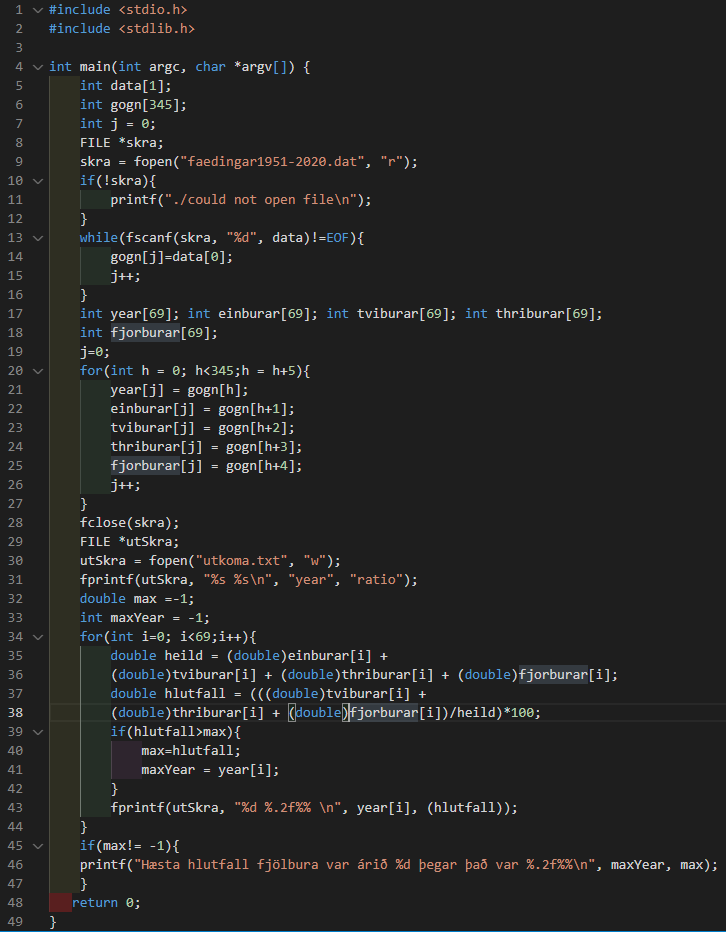 1 #include <stdio.h>
2 #include <stdlib.h>
3
4 int main(int argc, char *argv[]) {
5     int data[1];
6     int gogn[345];
7     int j = 0;
8     FILE *skra;
9     skra = fopen("faedingar1951-2020.dat", "r");
10     if(!skra){
11         printf("./could not open file\n");
12     }
13     while(fscanf(skra, "%d", data)!=EOF){
14         gogn[j]=data[0];
15         j++;
16     }
17     int year[69]; int einburar[69]; int tviburar[69]; int thriburar[69];
18     int fjorburar[69];
19     j=0;
20     for(int h = 0; h<345;h = h+5){
21         year[j] = gogn[h];
22         einburar[j] = gogn[h+1];
23         tviburar[j] = gogn[h+2];
24         thriburar[j] = gogn[h+3];
25         fjorburar[j] = gogn[h+4];
26         j++;
27     }
28     fclose(skra);
29     FILE *utSkra;
30     utSkra = fopen("utkoma.txt", "w");
31     fprintf(utSkra, "%s %s\n", "year", "ratio");
32     double max =-1;
33     int maxYear = -1;
34     for(int i=0; i<69;i++){
35         double heild = (double)einburar[i] +
36         (double)tviburar[i] + (double)thriburar[i] + (double)fjorburar[i];
37         double hlutfall = (((double)tviburar[i] +
38         (double)thriburar[i] + (double)fjorburar[i])/heild)*100;
39         if(hlutfall>max){
40             max=hlutfall;
41             maxYear = year[i];
42         }
43         fprintf(utSkra, "%d %.2f%% \n", year[i], (hlutfall));
44     }
45     if(max!= -1){
46     printf("Hæsta hlutfall fjölbura var árið %d þegar það var %.2f%%\n", maxYear, max);
47     }
48    return 0;
49 }